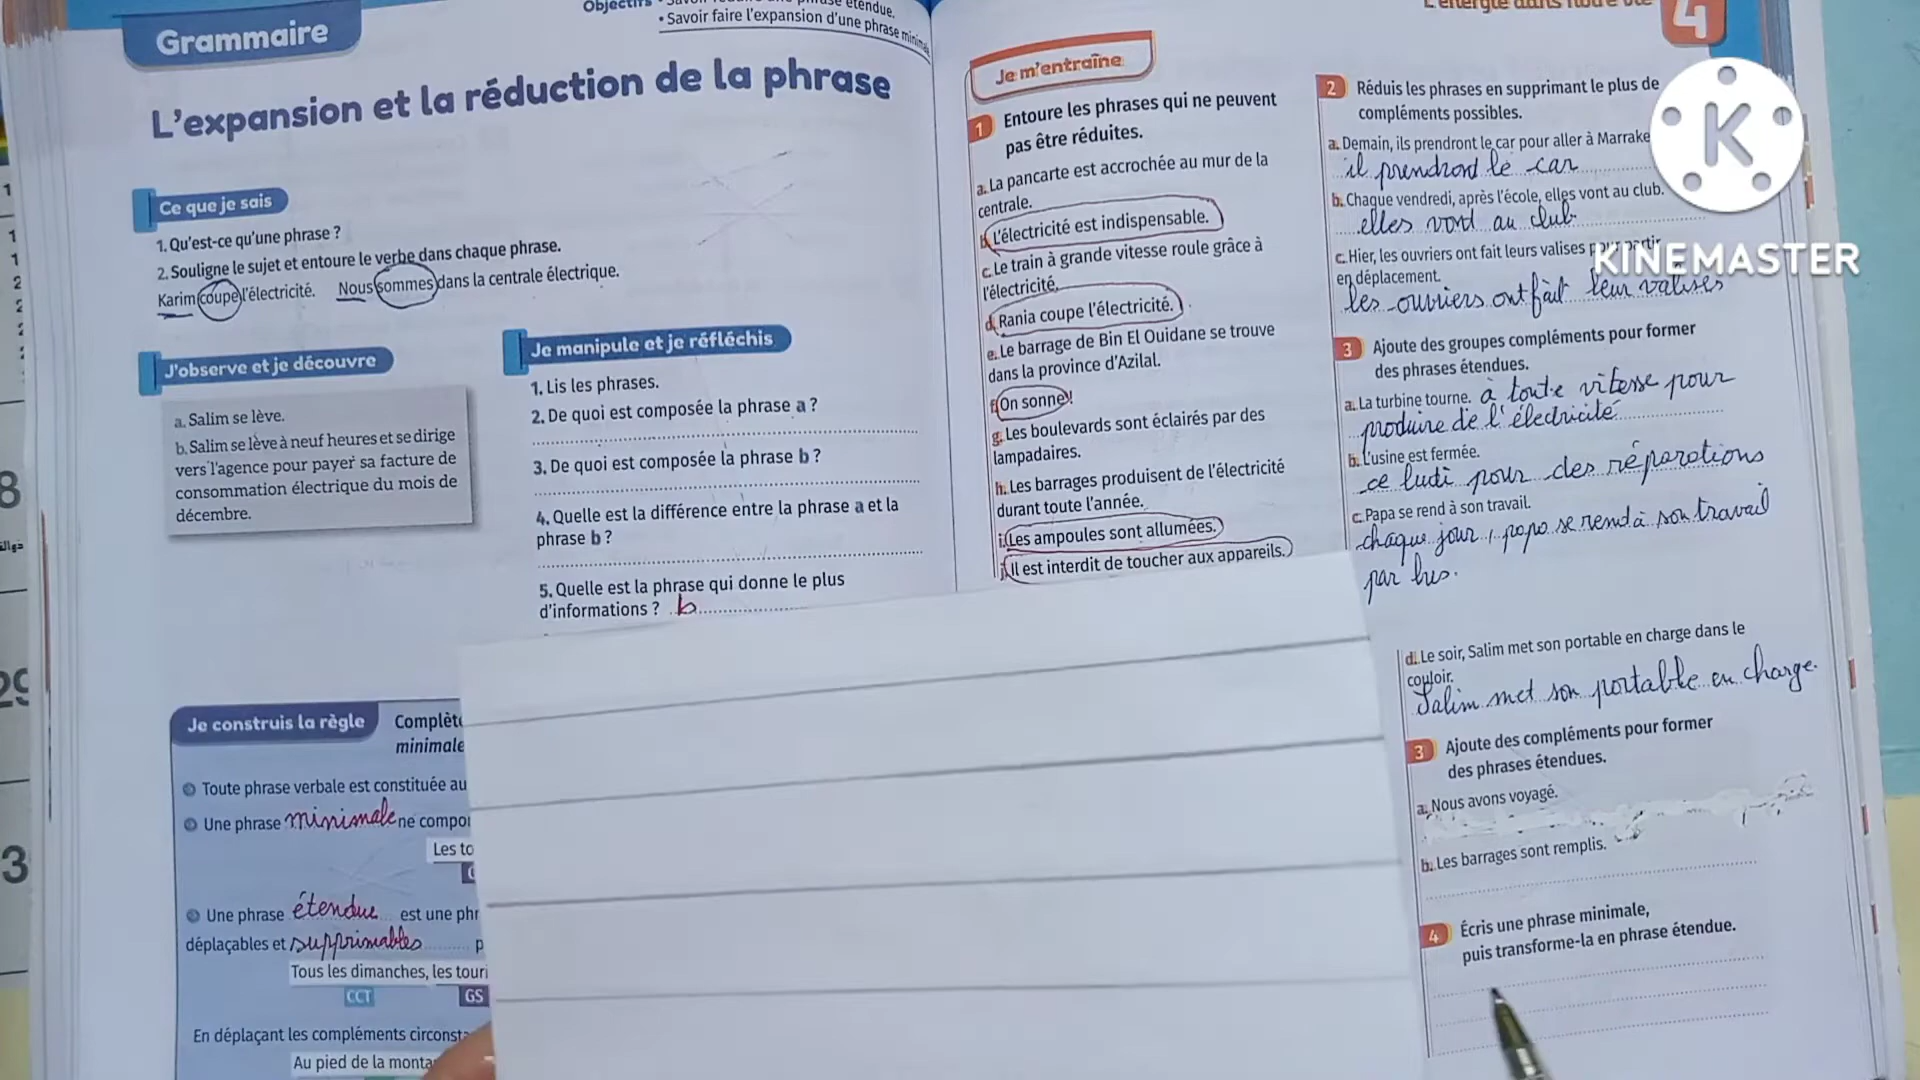 Objectifs
étendue.
• Savoir faire l'expansion d'une phrase minim
Grammaire
L'expansion et la réduction de la phrase
Ce que je sais
1. Qu'est-ce qu'une phrase ?
2. Souligne le sujet et entoure le verbe dans chaque phrase.
Karim coupe l'électricité. Nous sommes dans la centrale électrique.
J'observe et je découvre
a. Salim se lève.
b. Salim se lève à neuf heures et se dirige
vers l'agence pour payer sa facture de
consommation électrique du mois de
décembre.
Je manipule et je réfléchis
1. Lis les phrases.
2. De quoi est composée la phrase a ?
3. De quoi est composée la phrase b ?
4. Quelle est la différence entre la phrase a et la
phrase b ?
5. Quelle est la phrase qui donne le plus
d'informations ? b
Je construis la règle Complète
minimale
Toute phrase verbale est constituée au
Une phrase minimale ne compo
Les to
Une phrase étendue est une phr
déplaçables et supprimables p
Tous les dimanches, les touri
CCT GS
En déplaçant les compléments circonsta
Au pied de la monta
L'énergie dans notre vie
4
Je m'entraîne
1 Entoure les phrases qui ne peuvent
pas être réduites.
a. La pancarte est accrochée au mur de la
centrale.
b. L'électricité est indispensable.
c. Le train à grande vitesse roule grâce à
l'électricité.
d. Rania coupe l'électricité.
e. Le barrage de Bin El Ouidane se trouve
dans la province d'Azilal.
f. On sonne !
g. Les boulevards sont éclairés par des
lampadaires.
h. Les barrages produisent de l'électricité
durant toute l'année.
i. Les ampoules sont allumées.
j. Il est interdit de toucher aux appareils.
2 Réduis les phrases en supprimant le plus de
compléments possibles.
a. Demain, ils prendront le car pour aller à Marrake
il prendront le car
b. Chaque vendredi, après l'école, elles vont au club.
elles vont au club
c. Hier, les ouvriers ont fait leurs valises pour partir
en déplacement.
les ouvriers ont fait leur valises
3 Ajoute des groupes compléments pour former
des phrases étendues.
a. La turbine tourne. à toute vitesse pour
produire de l'électricité
b. L'usine est fermée.
ce ludi pour des réparations
c. Papa se rend à son travail.
chaque jour, papa se rend à son travail
par bus.
d. Le soir, Salim met son portable en charge dans le
couloir.
Salim met son portable en charge.
3 Ajoute des compléments pour former
des phrases étendues.
a. Nous avons voyagé.
b. Les barrages sont remplis.
4 Écris une phrase minimale,
puis transforme-la en phrase étendue.
K
KINEMASTER
8
29
3